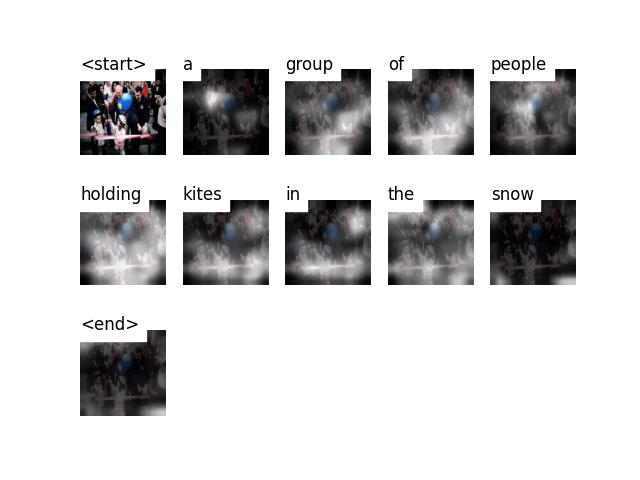 <start> a group of people
holding kites in the snow
<end>